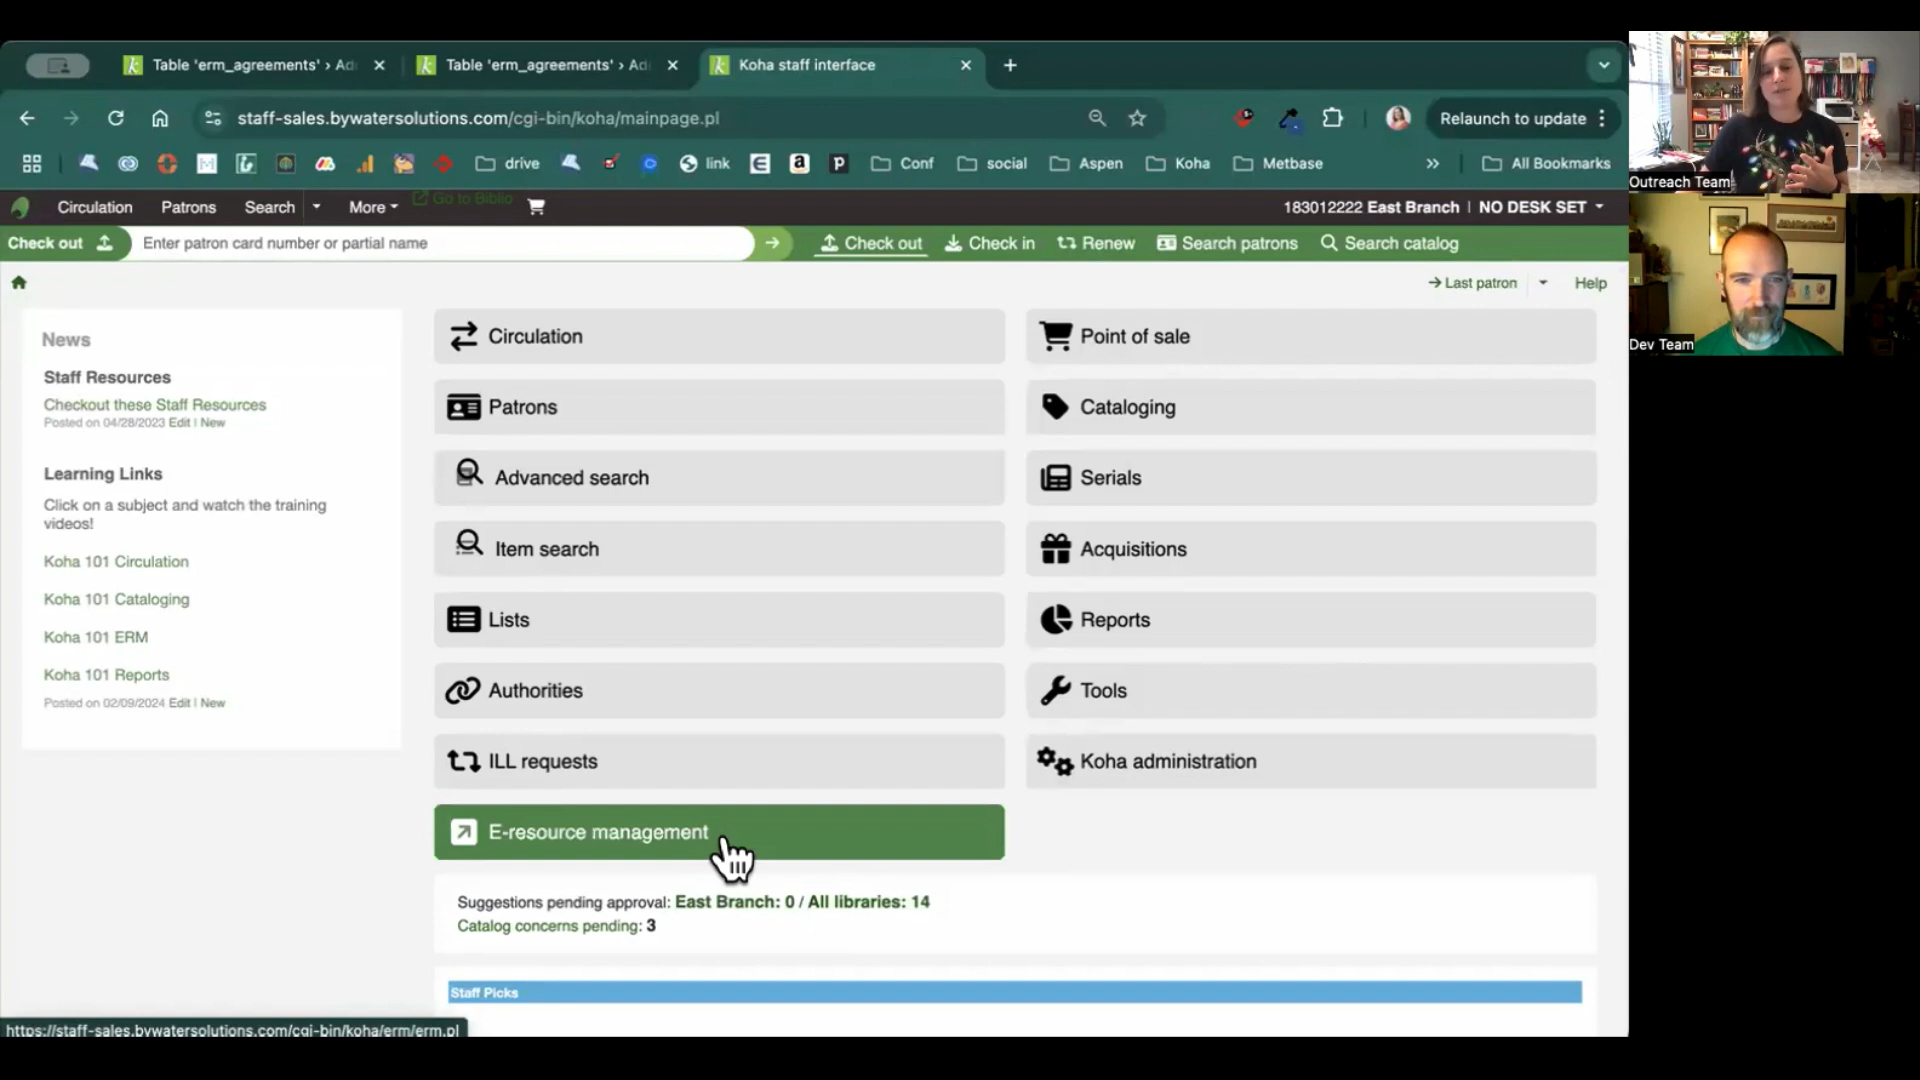 Table 'erm_agreements' › Ad
Table 'erm_agreements' › Ad
Koha staff interface
staff-sales.bywatersolutions.com/cgi-bin/koha/mainpage.pl
Relaunch to update
drive
link
Conf
social
Aspen
Koha
Metbase
All Bookmarks
Circulation
Patrons
Search
More
Go to Biblio
183012222 East Branch | NO DESK SET
Check out
Enter patron card number or partial name
Check out
Check in
Renew
Search patrons
Search catalog
Last patron
Help
News
Staff Resources
Checkout these Staff Resources
Posted on 04/28/2023 Edit | New
Learning Links
Click on a subject and watch the training
videos!
Koha 101 Circulation
Koha 101 Cataloging
Koha 101 ERM
Koha 101 Reports
Posted on 02/09/2024 Edit | New
Circulation
Point of sale
Patrons
Cataloging
Advanced search
Serials
Item search
Acquisitions
Lists
Reports
Authorities
Tools
ILL requests
Koha administration
E-resource management
Suggestions pending approval: East Branch: 0 / All libraries: 14
Catalog concerns pending: 3
Staff Picks
https://staff-sales.bywatersolutions.com/cgi-bin/koha/erm/erm.pl
Outreach Team
Dev Team